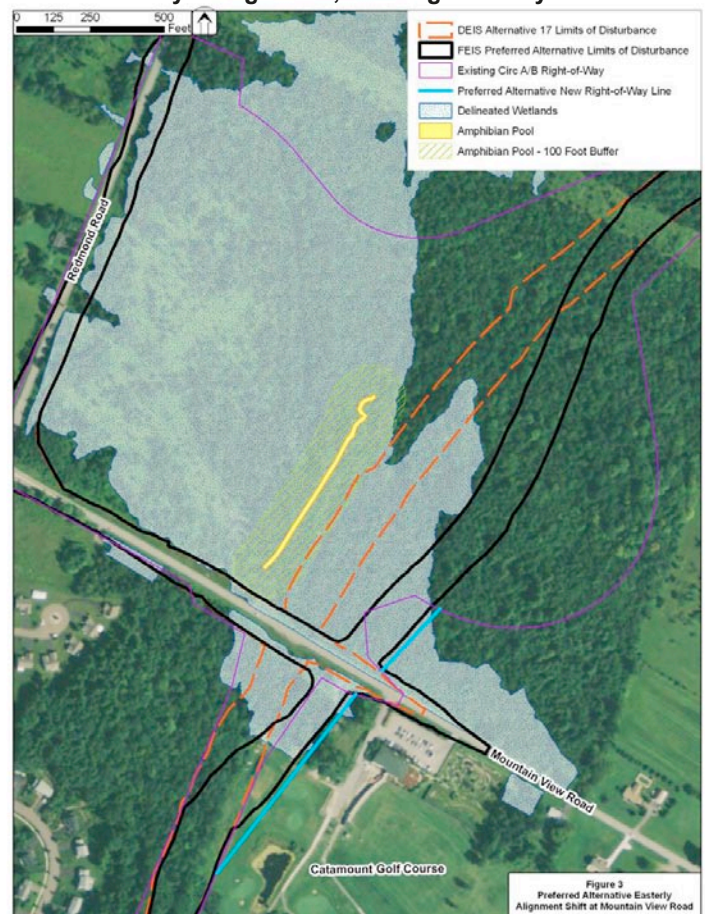 0 125 250 500
Feet
DEIS Alternative 17 Limits of Disturbance
FEIS Preferred Alternative Limits of Disturbance
Existing Circ A/B Right-of-Way
Preferred Alternative New Right-of-Way Line
Delineated Wetlands
Amphibian Pool
Amphibian Pool - 100 Foot Buffer
Redmond Road
Mountain View Road
Catamount Golf Course
Figure 3
Preferred Alternative Easterly
Alignment Shift at Mountain View Road